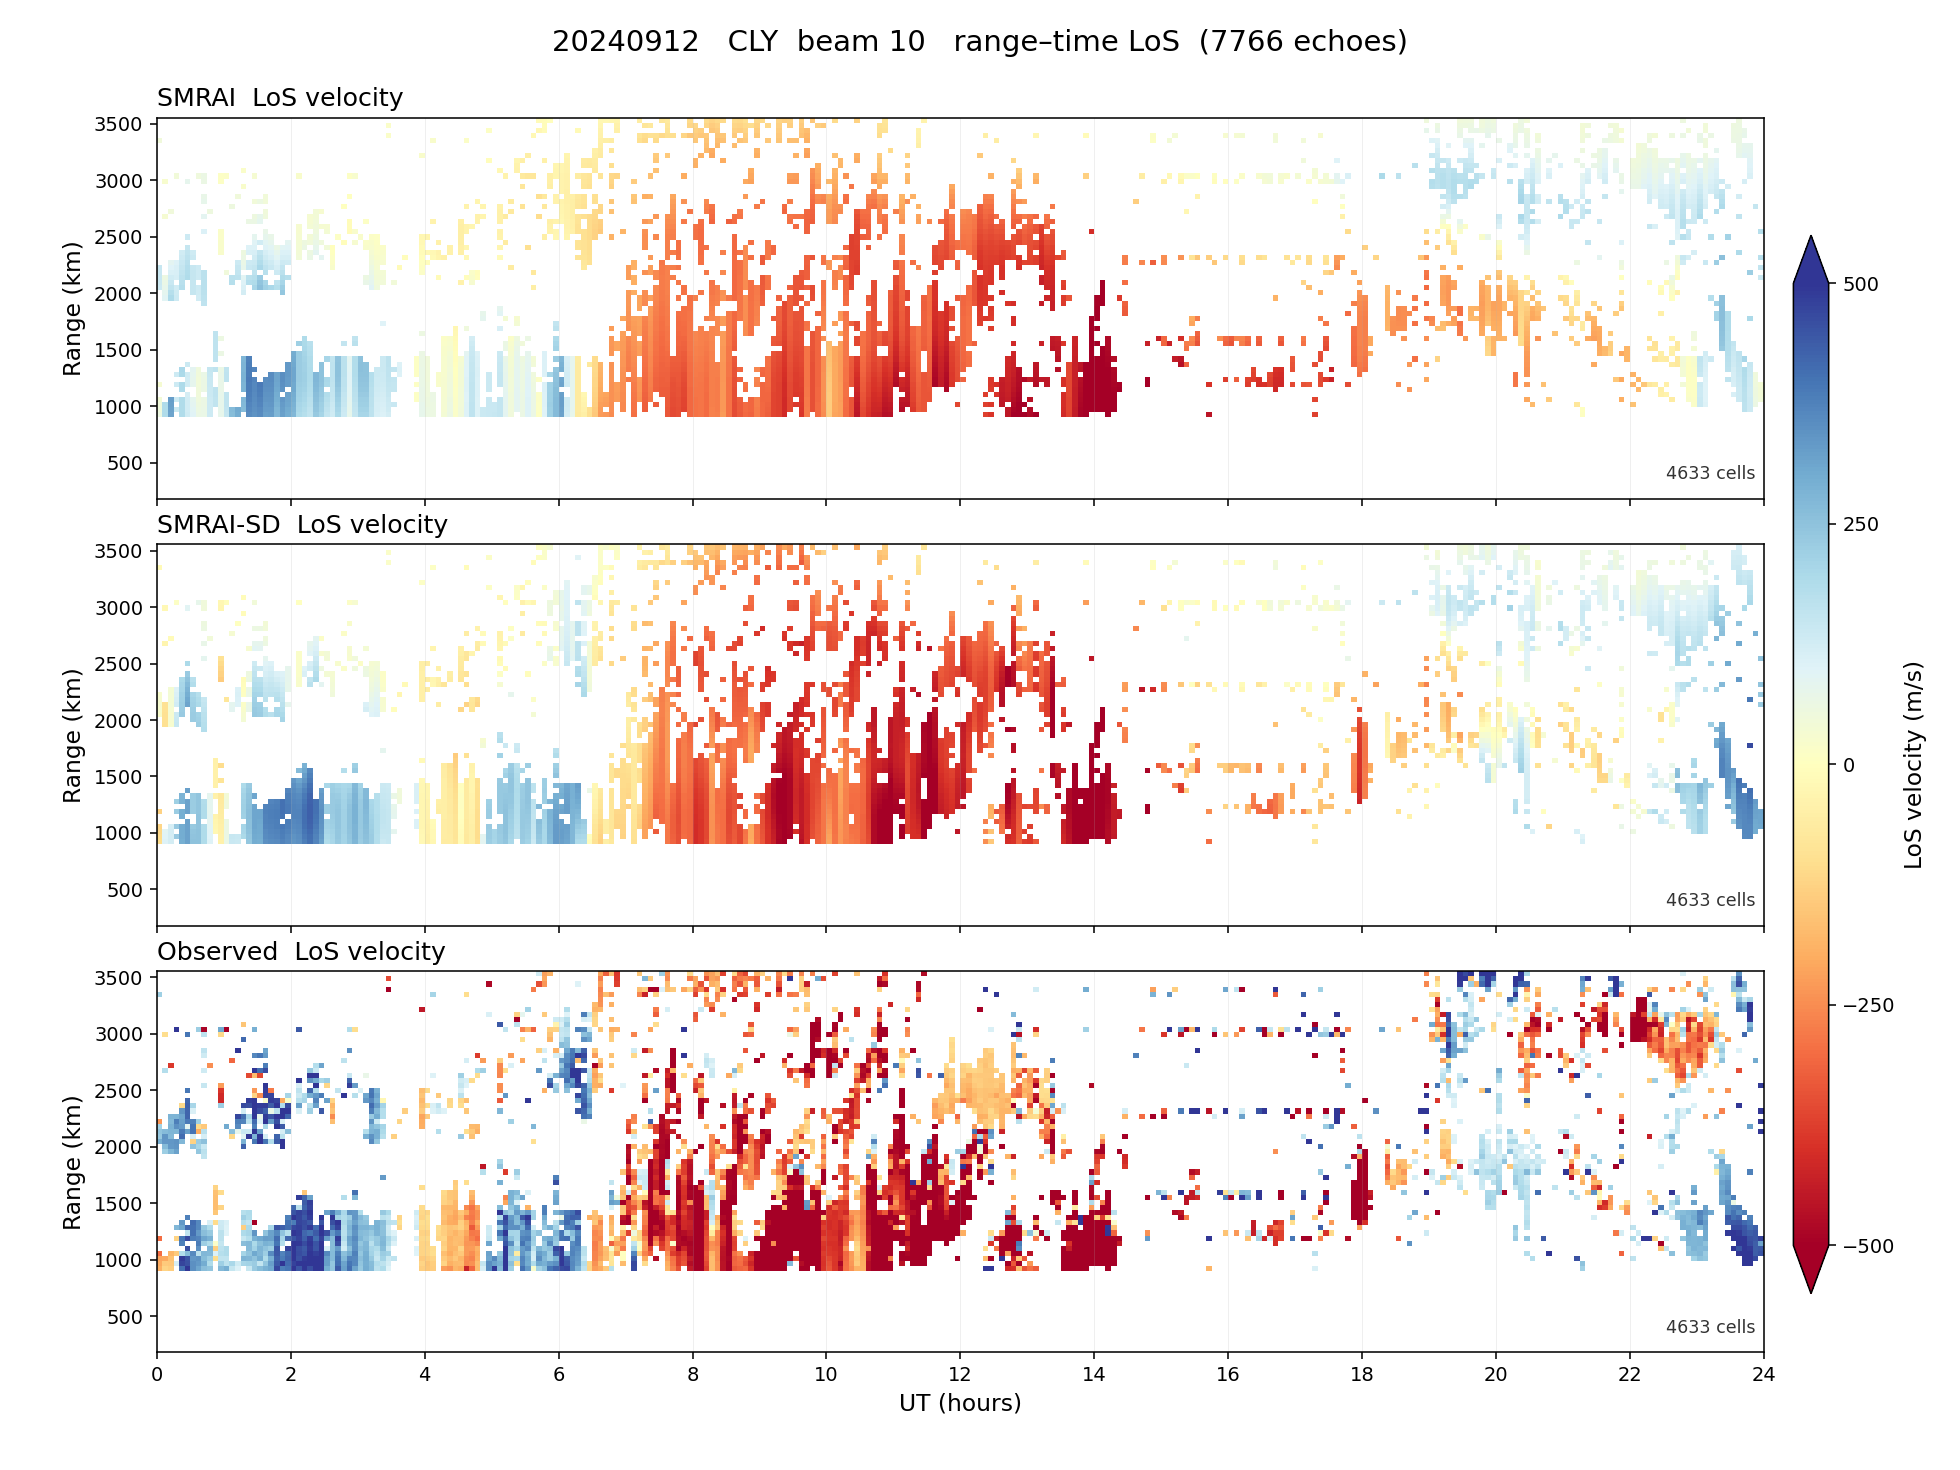 20240912   CLY  beam 10   range–time LoS  (7766 echoes)
SMRAI  LoS velocity
3500
3000
2500
2000
1500
1000
500
Range (km)
4633 cells
SMRAI-SD  LoS velocity
3500
3000
2500
2000
1500
1000
500
Range (km)
4633 cells
Observed  LoS velocity
3500
3000
2500
2000
1500
1000
500
Range (km)
4633 cells
0 2 4 6 8 10 12 14 16 18 20 22 24
UT (hours)
500
250
0
−250
−500
LoS velocity (m/s)